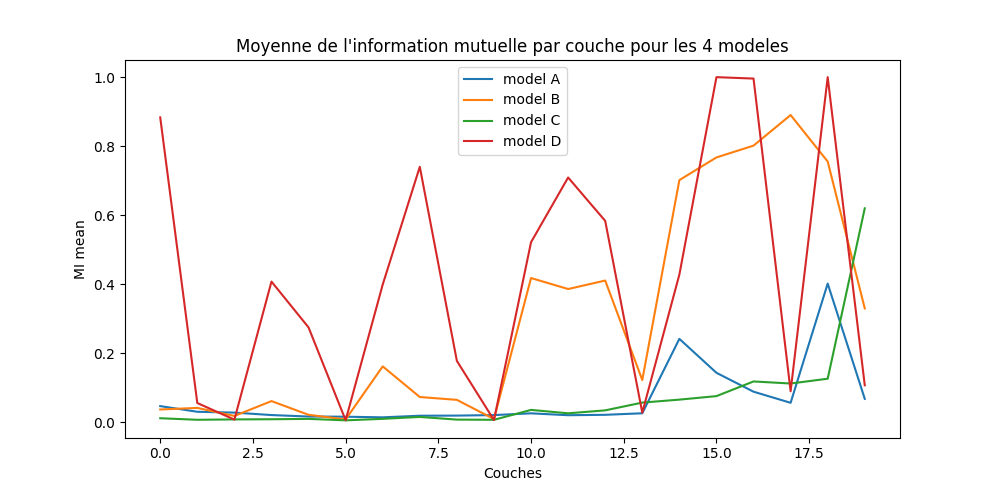 Moyenne de l'information mutuelle par couche pour les 4 modeles
model A
model B
model C
model D
MI mean
1.0
0.8
0.6
0.4
0.2
0.0
0.0 2.5 5.0 7.5 10.0 12.5 15.0 17.5
Couches